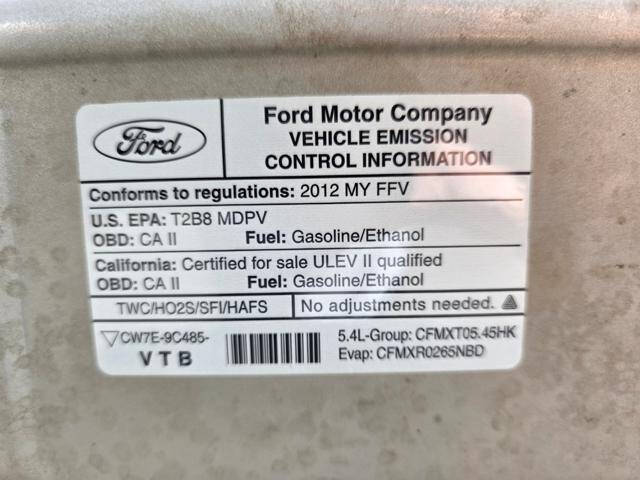 Ford
Ford Motor Company
VEHICLE EMISSION
CONTROL INFORMATION
Conforms to regulations: 2012 MY FFV
U.S. EPA: T2B8 MDPV
OBD: CA II Fuel: Gasoline/Ethanol
California: Certified for sale ULEV II qualified
OBD: CA II Fuel: Gasoline/Ethanol
TWC/HO2S/SFI/HAFS No adjustments needed.
CW7E-9C485-
VTB
5.4L-Group: CFMXT05.45HK
Evap: CFMXR0265NBD